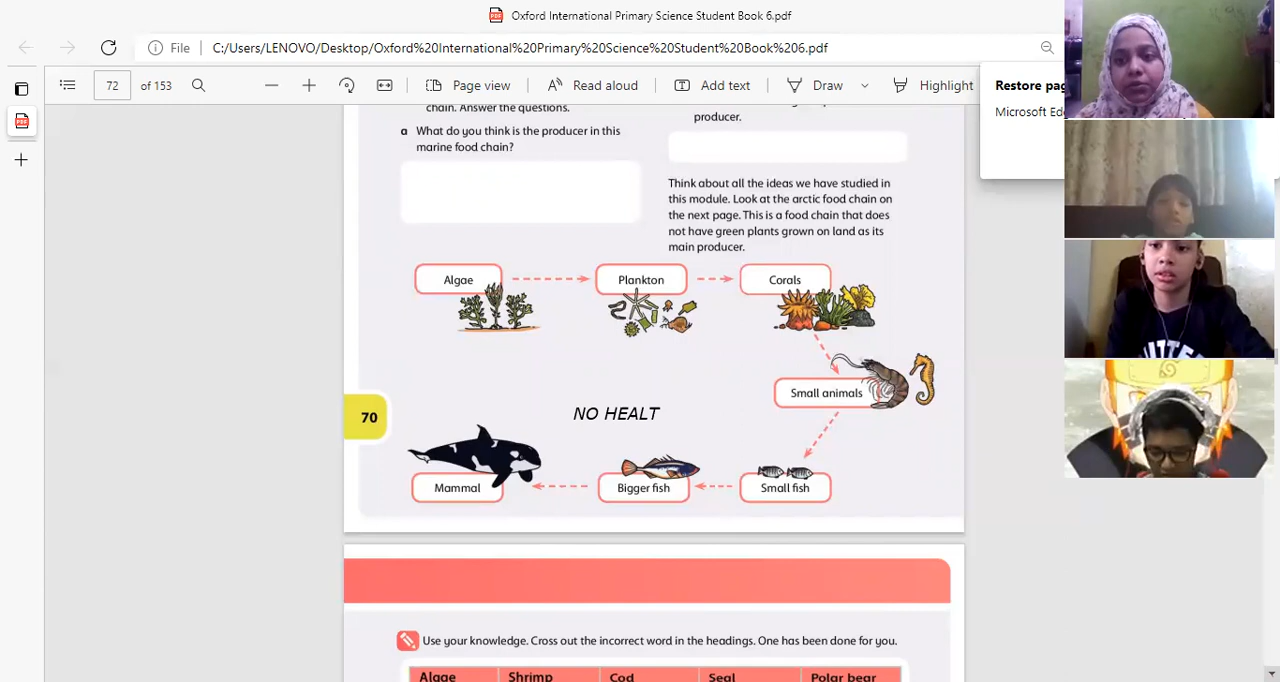 Oxford International Primary Science Student Book 6.pdf
File
C:/Users/LENOVO/Desktop/Oxford%20International%20Primary%20Science%20Student%20Book%206.pdf
72 of 153
Page view
Read aloud
Add text
Draw
Highlight
Restore pag
Microsoft Ed
chain. Answer the questions.
a What do you think is the producer in this
marine food chain?
producer.
Think about all the ideas we have studied in
this module. Look at the arctic food chain on
the next page. This is a food chain that does
not have green plants grown on land as its
main producer.
Algae
Plankton
Corals
Small animals
70
NO HEALT
Mammal
Bigger fish
Small fish
Use your knowledge. Cross out the incorrect word in the headings. One has been done for you.
Algae Shrimp Cod Seal Polar bear